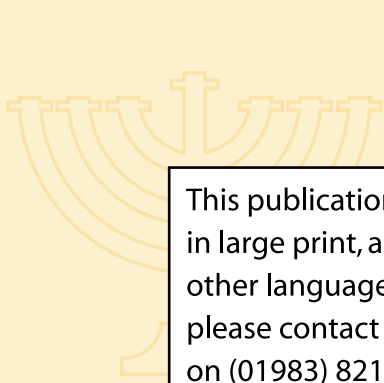 This publication
in large print, a
other language
please contact
on (01983) 821